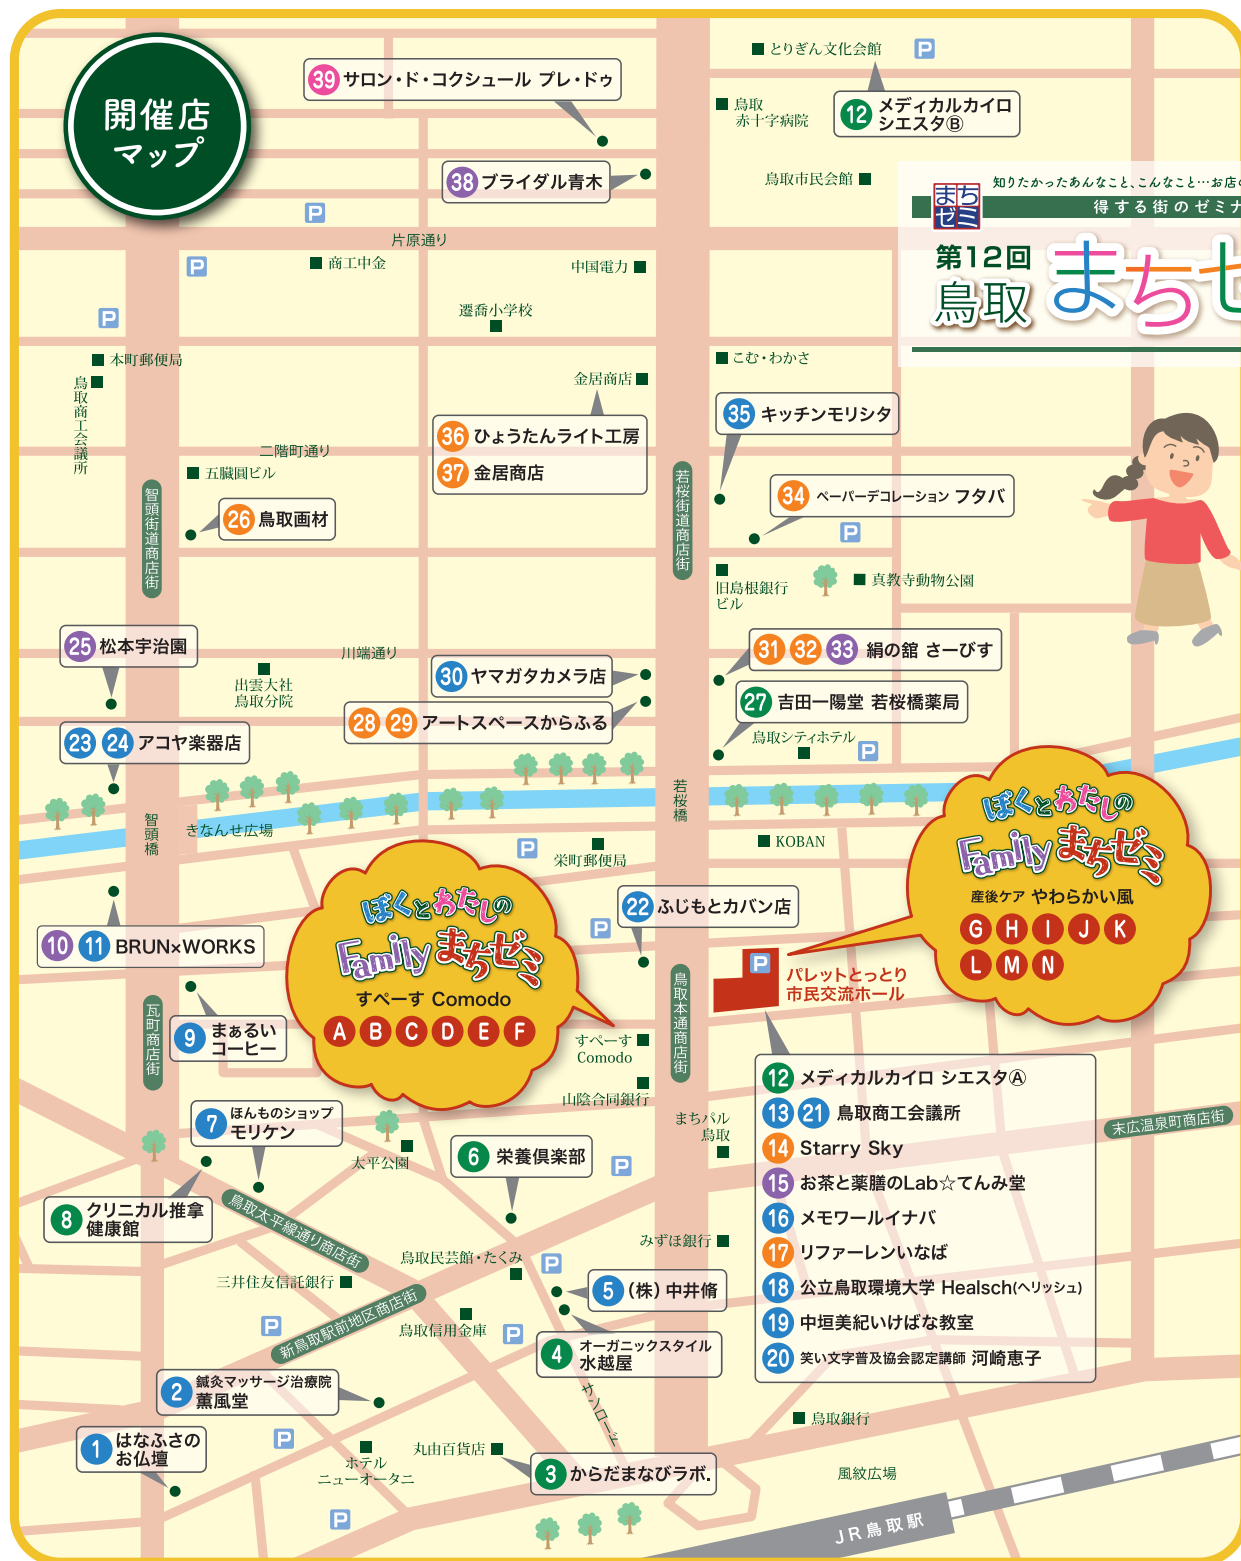 開催店
マップ
39 サロン・ド・コクシュール プレ・ドゥ
38 ブライダル青木
P
とりぎん文化会館
P
鳥取
赤十字病院
12 メディカルカイロ
シエスタⒷ
鳥取市民会館
知りたかったあんなこと、こんなこと…お店
得する街のゼミナ
まち
ゼミ
第12回
鳥取
まちゼ
片原通り
P
商工中金
中国電力
遷喬小学校
P
本町郵便局
鳥取商工会議所
金居商店
こむ・わかさ
36 ひょうたんライト工房
37 金居商店
35 キッチンモリシタ
二階町通り
五臓圓ビル
智頭街道商店街
26 鳥取画材
若桜街道商店街
34 ペーパーデコレーション フタバ
P
旧島根銀行
ビル
真教寺動物公園
25 松本宇治園
川端通り
出雲大社
鳥取分院
30 ヤマガタカメラ店
31 32 33 絹の舘 さーびす
28 29 アートスペースからふる
27 吉田一陽堂 若桜橋薬局
23 24 アコヤ楽器店
鳥取シティホテル
P
智頭橋
きなんせ広場
若桜橋
P
栄町郵便局
KOBAN
ぼくとわたしの
Family まちゼミ
産後ケア やわらかい風
G H I J K
L M N
ぼくとわたしの
Family まちゼミ
すぺーす Comodo
A B C D E F
22 ふじもとカバン店
P
10 11 BRUN×WORKS
P
パレットとっとり
市民交流ホール
鳥取本通商店街
瓦町商店街
9 まぁるい
コーヒー
すぺーす
Comodo
山陰合同銀行
まちパル
鳥取
12 メディカルカイロ シエスタⒶ
13 21 鳥取商工会議所
14 Starry Sky
15 お茶と薬膳のLab☆てんみ堂
16 メモワールイナバ
17 リファーレンいなば
18 公立鳥取環境大学 Healsch(ヘリッシュ)
19 中垣美紀いけばな教室
20 笑い文字普及協会認定講師 河崎恵子
末広温泉町商店街
7 ほんものショップ
モリケン
太平公園
6 栄養倶楽部
P
8 クリニカル推拿
健康館
鳥取太平線通り商店街
鳥取民芸館・たくみ
みずほ銀行
P
三井住友信託銀行
5 (株)中井脩
新鳥取駅前地区商店街
P
鳥取信用金庫
P
4 オーガニックスタイル
水越屋
2 鍼灸マッサージ治療院
薫風堂
サンロード
1 はなふさの
お仏壇
P
ホテル
ニューオータニ
丸由百貨店
3 からだまなびラボ.
鳥取銀行
風紋広場
P
JR鳥取駅